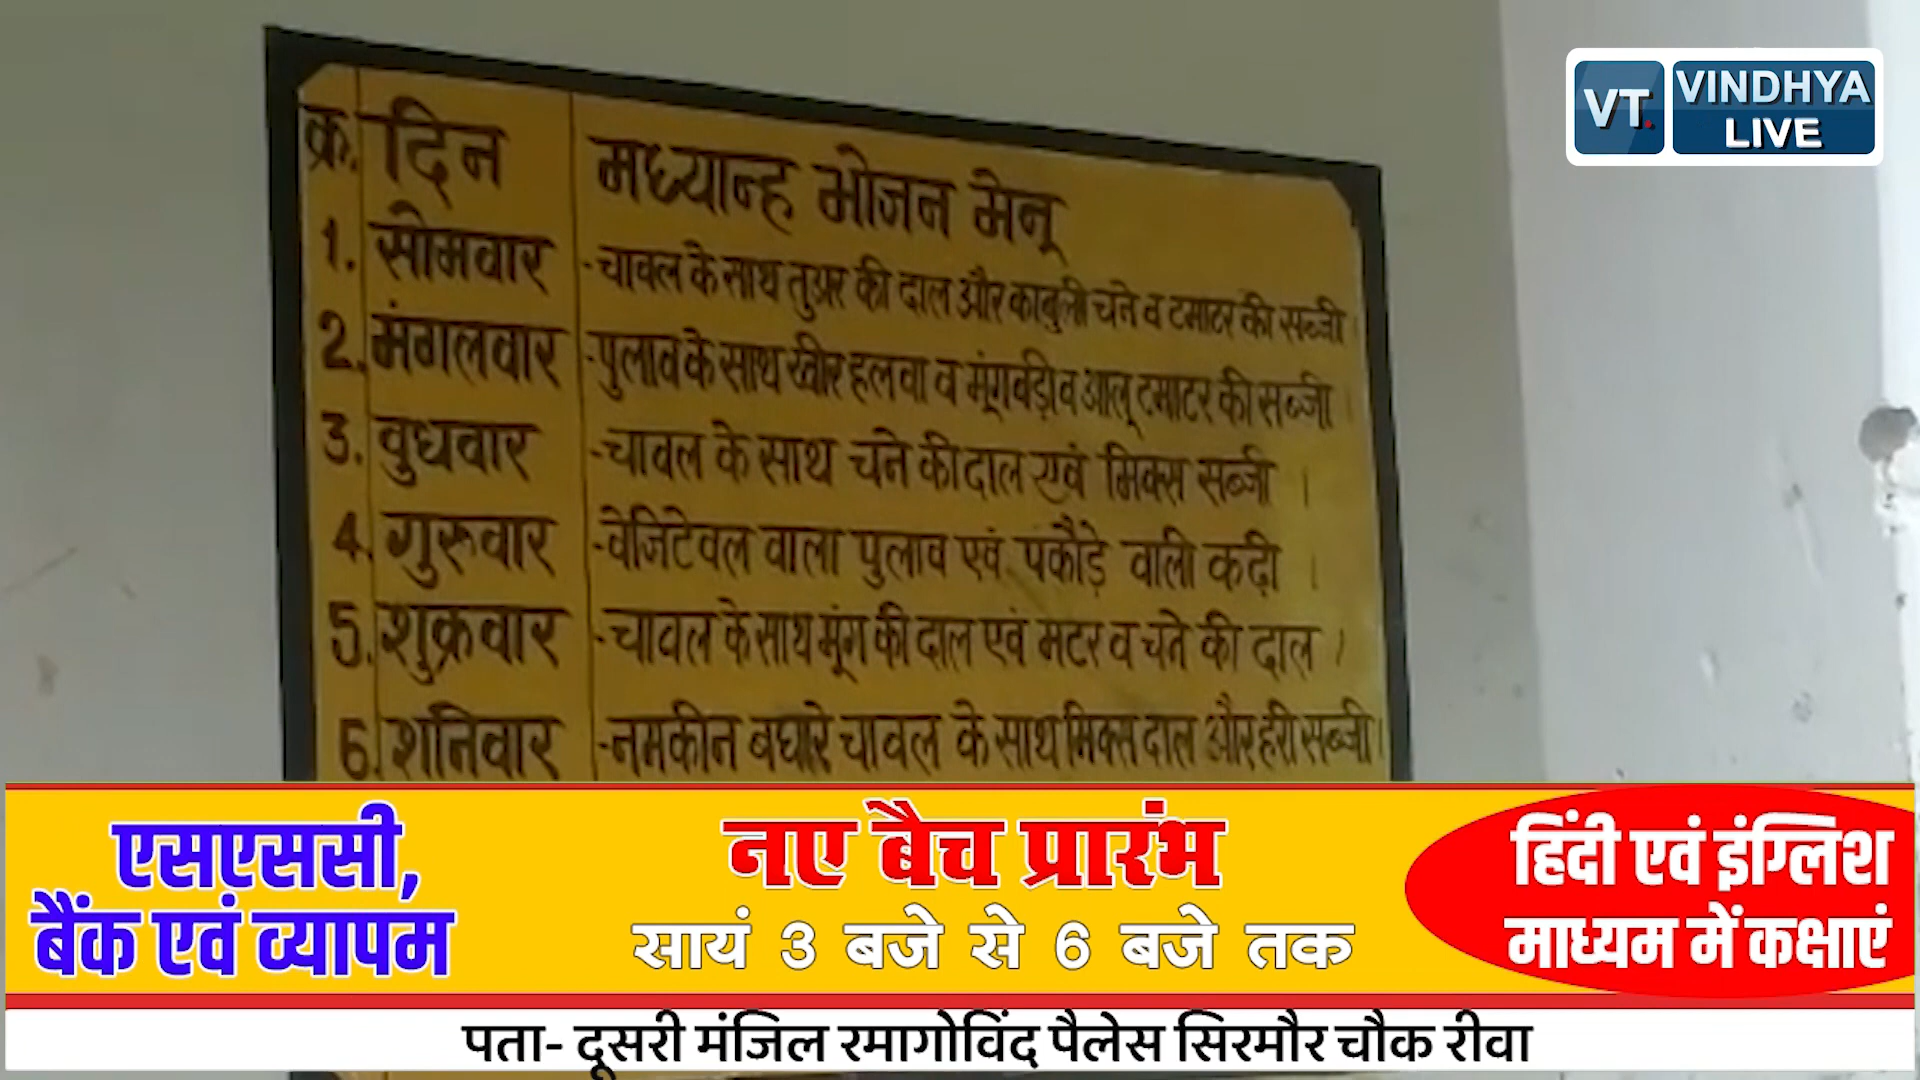 VT. VINDHYA
LIVE
क्र. दिन मध्यान्ह भोजन मेनू
1. सोमवार -चावल के साथ तुअर की दाल और काबुली चने व टमाटर की सब्जी।
2. मंगलवार -पुलाव के साथ खीर हलवा व मूंगवड़ी व आलू टमाटर की सब्जी।
3. वुधवार -चावल के साथ चने की दाल एवं मिक्स सब्जी।
4. गुरुवार -वेजिटेवल वाला पुलाव एवं पकौड़े वाली कढ़ी।
5. शुक्रवार -चावल के साथ मूंग की दाल एवं मटर व चने की दाल।
6. शनिवार -नमकीन बघारे चावल के साथ मिक्स दाल और हरी सब्जी।
एसएससी,
बैंक एवं व्यापम
नए बैच प्रारंभ
सायं 3 बजे से 6 बजे तक
हिंदी एवं इंग्लिश
माध्यम में कक्षाएं
पता- दूसरी मंजिल रमागोविंद पैलेस सिरमौर चौक रीवा